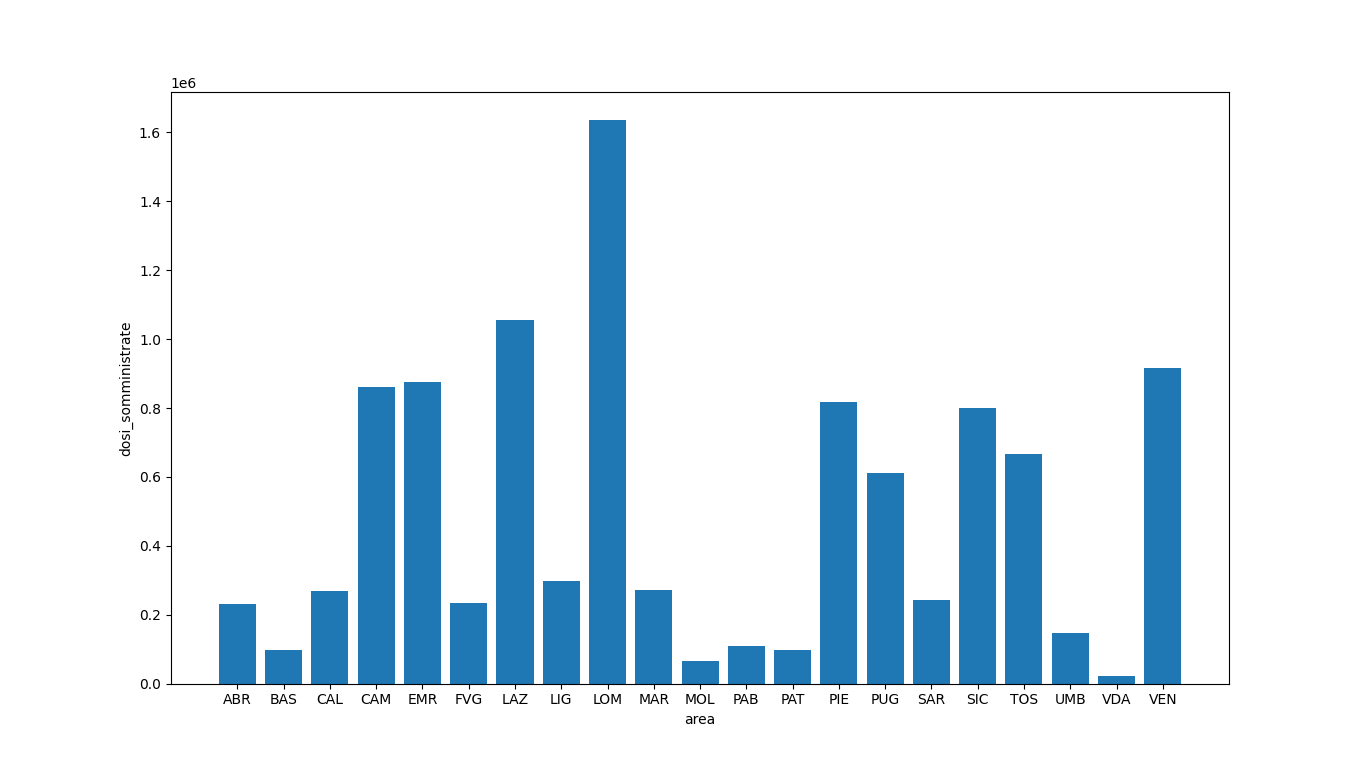 1e6
1.6
1.4
1.2
1.0
0.8
0.6
0.4
0.2
0.0
dosi_somministrate
ABR BAS CAL CAM EMR FVG LAZ LIG LOM MAR MOL PAB PAT PIE PUG SAR SIC TOS UMB VDA VEN
area